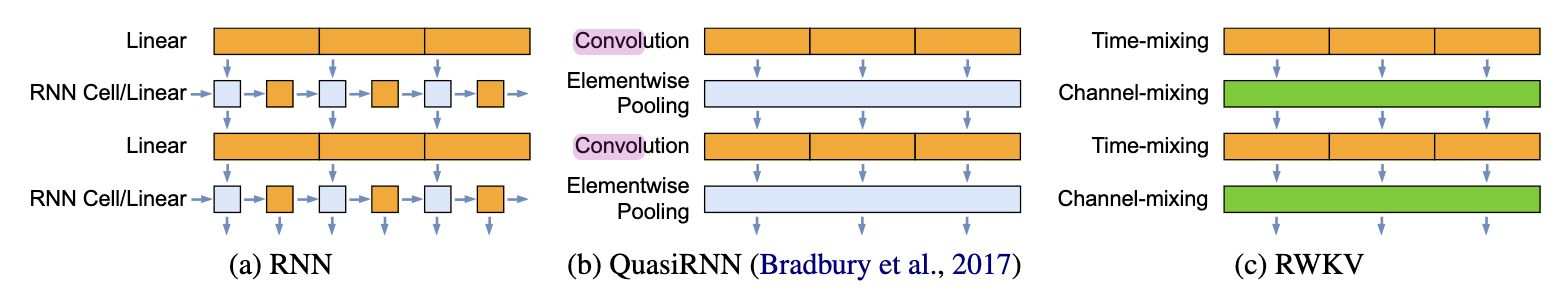 Linear
RNN Cell/Linear
Linear
RNN Cell/Linear
(a) RNN
Convolution
Elementwise
Pooling
Convolution
Elementwise
Pooling
(b) QuasiRNN (Bradbury et al., 2017)
Time-mixing
Channel-mixing
Time-mixing
Channel-mixing
(c) RWKV